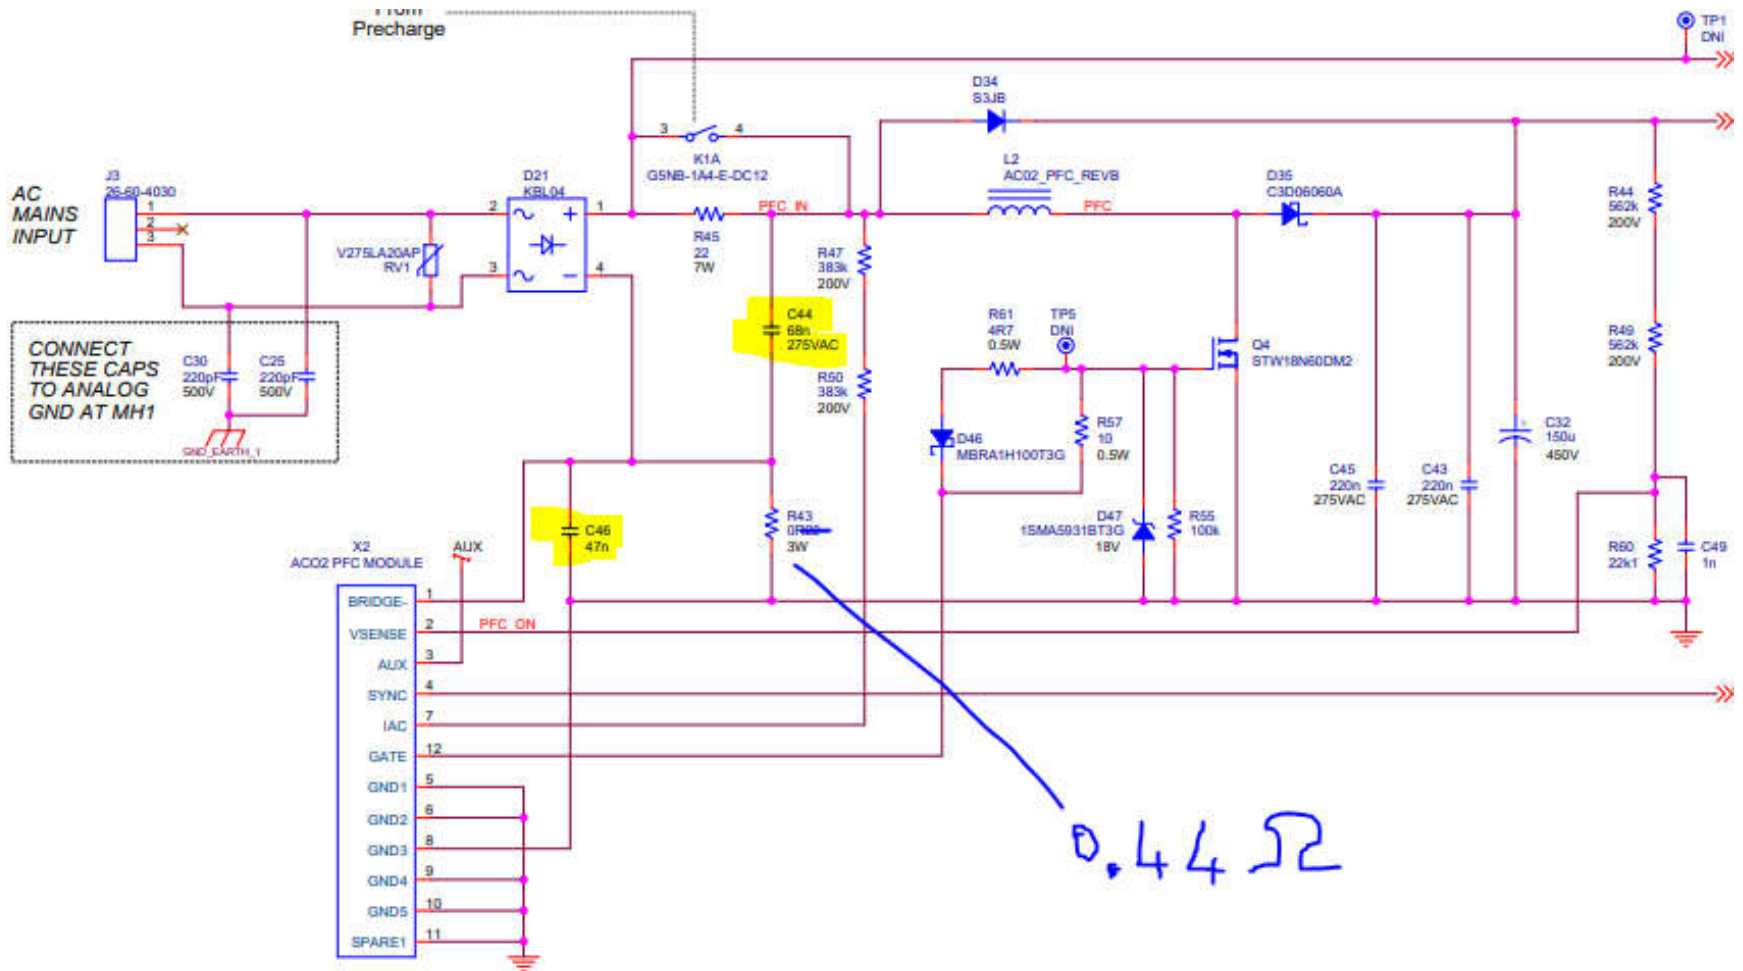 Precharge
TP1
DNI
D34
S3JB
3
4
K1A
G5NB-1A4-E-DC12
L2
AC02_PFC_REVB
D35
C3D06060A
AC
MAINS
INPUT
J3
26-60-4030
1
2
3
D21
KBL04
2
1
3
4
V275LA20AP
RV1
PFC_IN
R45
22
7W
PFC
R47
383k
200V
R44
562k
200V
C44
68n
275VAC
R61
4R7
0.5W
TP5
DNI
Q4
STW18N60DM2
R49
562k
200V
CONNECT
THESE CAPS
TO ANALOG
GND AT MH1
C30
220pF
500V
C25
220pF
500V
GND_EARTH_1
R50
383k
200V
D46
MBRA1H100T3G
R57
10
0.5W
C32
150u
450V
C45
220n
275VAC
C43
220n
275VAC
C46
47n
R43
3W
D47
1SMA5931BT3G
18V
R55
100k
R60
22k1
C49
1n
X2
ACO2 PFC MODULE
AUX
BRIDGE- 1
VSENSE 2
PFC_ON
AUX 3
SYNC 4
IAC 7
GATE 12
GND1 5
GND2 6
GND3 8
GND4 9
GND5 10
SPARE1 11
0.44 Ω